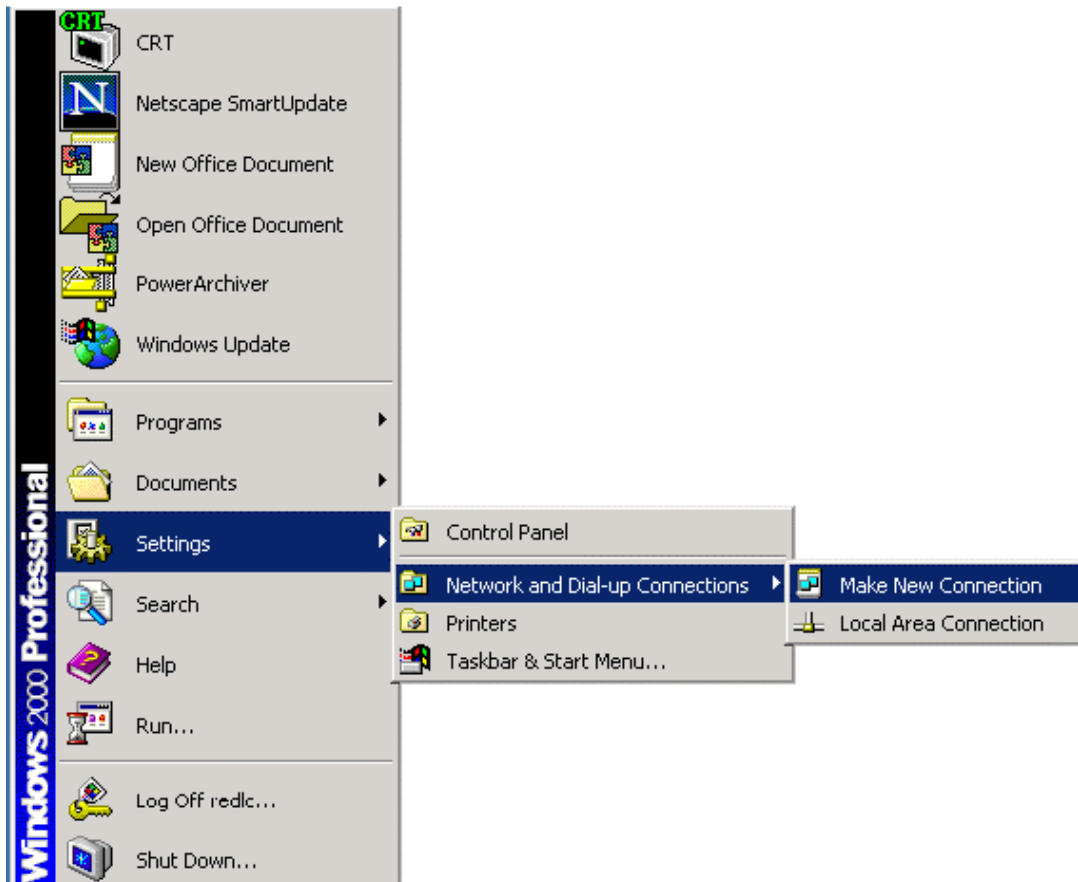 CRT
CRT
Netscape SmartUpdate
N
New Office Document
Open Office Document
PowerArchiver
Windows Update
Programs
Documents
Settings
Search
Help
Run...
Log Off redlc...
Shut Down...
Windows 2000 Professional
Control Panel
Network and Dial-up Connections
Printers
Taskbar & Start Menu...
Make New Connection
Local Area Connection